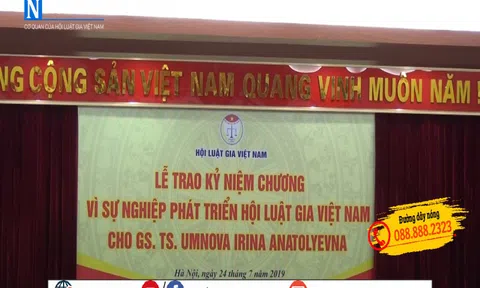 N
CƠ QUAN CỦA HỘI LUẬT GIA VIỆT NAM
NG CỘNG SẢN VIỆT NAM QUANG VINH MUÔN NĂM !
HỘI LUẬT GIA VIỆT NAM
LỄ TRAO KỶ NIỆM CHƯƠNG
VÌ SỰ NGHIỆP PHÁT TRIỂN HỘI LUẬT GIA VIỆT NAM
CHO GS. TS. UMNOVA IRINA ANATOLYEVNA
Hà Nội, ngày 24 tháng 7 năm 2019
Đường dây nóng
088.888.2323